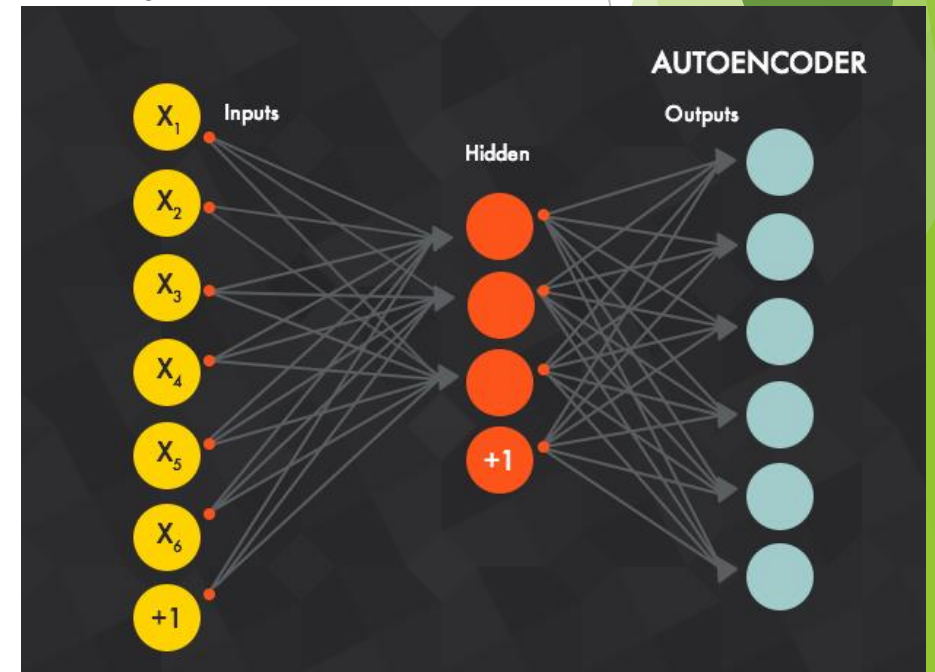 AUTOENCODER
Inputs
Hidden
Outputs
X₁
X₂
X₃
X₄
X₅
X₆
+1
+1